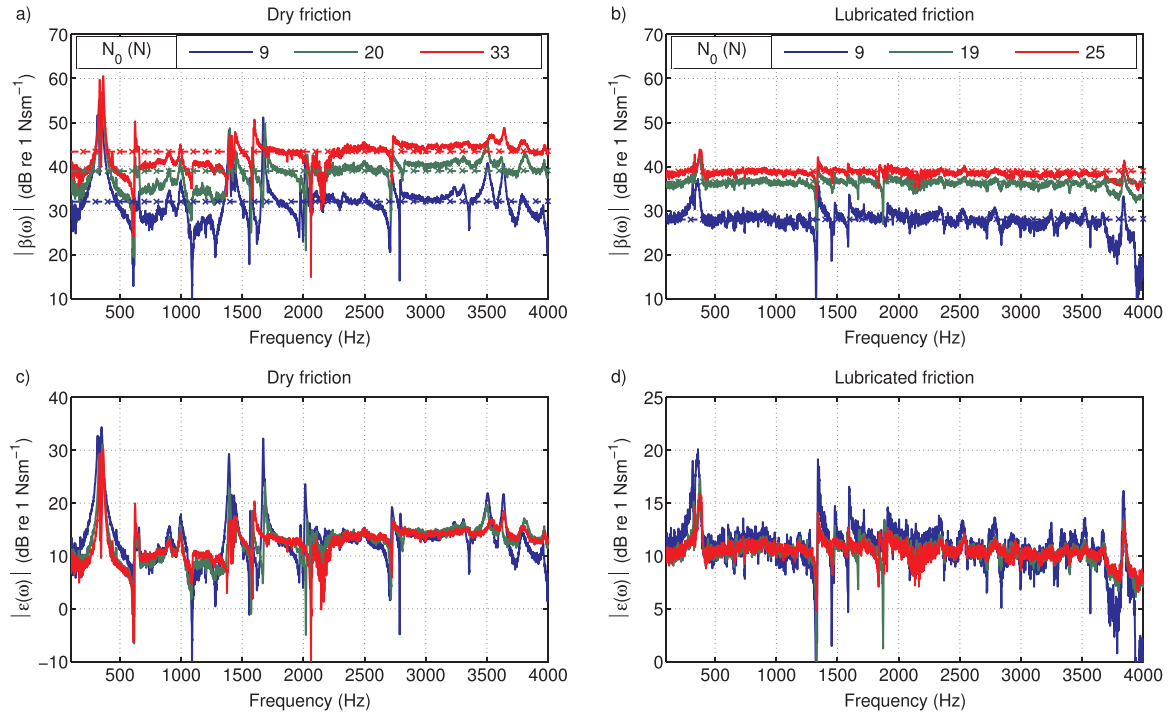 a) Dry friction
N0 (N) 9 20 33
70
60
50
40
30
20
10
|β(ω)| (dB re 1 Nsm−1)
500 1000 1500 2000 2500 3000 3500 4000
Frequency (Hz)
b) Lubricated friction
N0 (N) 9 19 25
70
60
50
40
30
20
10
|β(ω)| (dB re 1 Nsm−1)
500 1000 1500 2000 2500 3000 3500 4000
Frequency (Hz)
c) Dry friction
40
30
20
10
0
−10
|ε(ω)| (dB re 1 Nsm−1)
500 1000 1500 2000 2500 3000 3500 4000
Frequency (Hz)
d) Lubricated friction
25
20
15
10
5
0
|ε(ω)| (dB re 1 Nsm−1)
500 1000 1500 2000 2500 3000 3500 4000
Frequency (Hz)